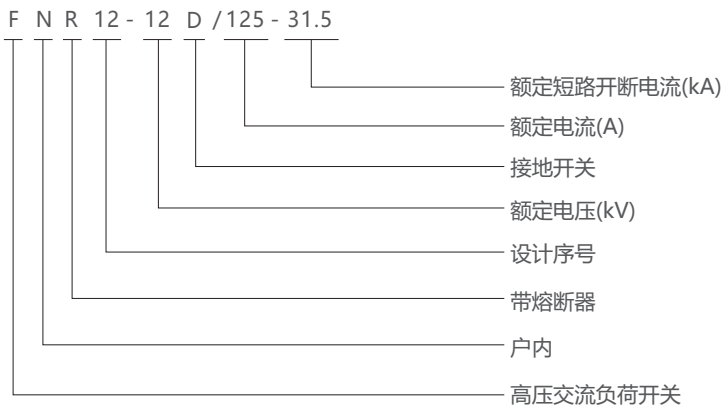 FNR12-12D/125-31.5
额定短路开断电流(kA)
额定电流(A)
接地开关
额定电压(kV)
设计序号
带熔断器
户内
高压交流负荷开关